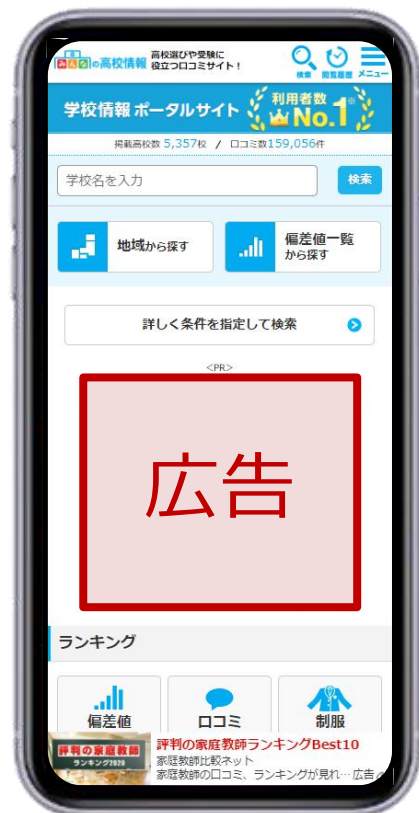 みんなの高校情報
高校選びや受験に
役立つ口コミサイト!
検索
閲覧履歴
メニュー
学校情報 ポータルサイト
利用者数
No.1※
掲載高校数 5,357校 / 口コミ数159,056件
学校名を入力
検索
地域から探す
偏差値一覧
から探す
詳しく条件を指定して検索
<PR>
広告
ランキング
偏差値
口コミ
制服
評判の家庭教師
ランキング2020
評判の家庭教師ランキングBest10
家庭教師比較ネット
家庭教師の口コミ、ランキングが見れ… 広告